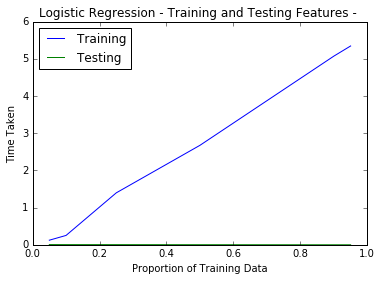 Logistic Regression - Training and Testing Features -
6
5
4
3
2
1
0
Time Taken
Training
Testing
0.0 0.2 0.4 0.6 0.8 1.0
Proportion of Training Data